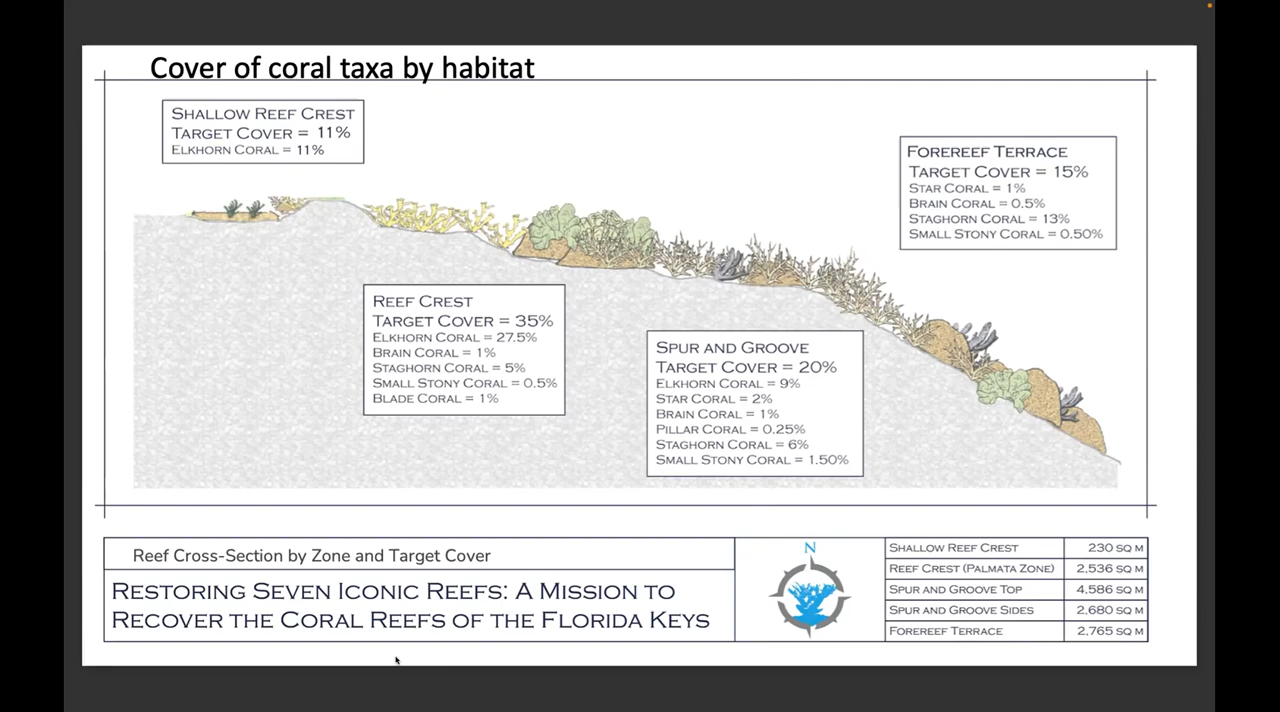 Cover of coral taxa by habitat
SHALLOW REEF CREST
TARGET COVER = 11%
ELKHORN CORAL = 11%
FOREREEF TERRACE
TARGET COVER = 15%
STAR CORAL = 1%
BRAIN CORAL = 0.5%
STAGHORN CORAL = 13%
SMALL STONY CORAL = 0.50%
REEF CREST
TARGET COVER = 35%
ELKHORN CORAL = 27.5%
BRAIN CORAL = 1%
STAGHORN CORAL = 5%
SMALL STONY CORAL = 0.5%
BLADE CORAL = 1%
SPUR AND GROOVE
TARGET COVER = 20%
ELKHORN CORAL = 9%
STAR CORAL = 2%
BRAIN CORAL = 1%
PILLAR CORAL = 0.25%
STAGHORN CORAL = 6%
SMALL STONY CORAL = 1.50%
Reef Cross-Section by Zone and Target Cover
RESTORING SEVEN ICONIC REEFS: A MISSION TO
RECOVER THE CORAL REEFS OF THE FLORIDA KEYS
N
SHALLOW REEF CREST 230 SQ M
REEF CREST (PALMATA ZONE) 2,536 SQ M
SPUR AND GROOVE TOP 4,586 SQ M
SPUR AND GROOVE SIDES 2,680 SQ M
FOREREEF TERRACE 2,765 SQ M